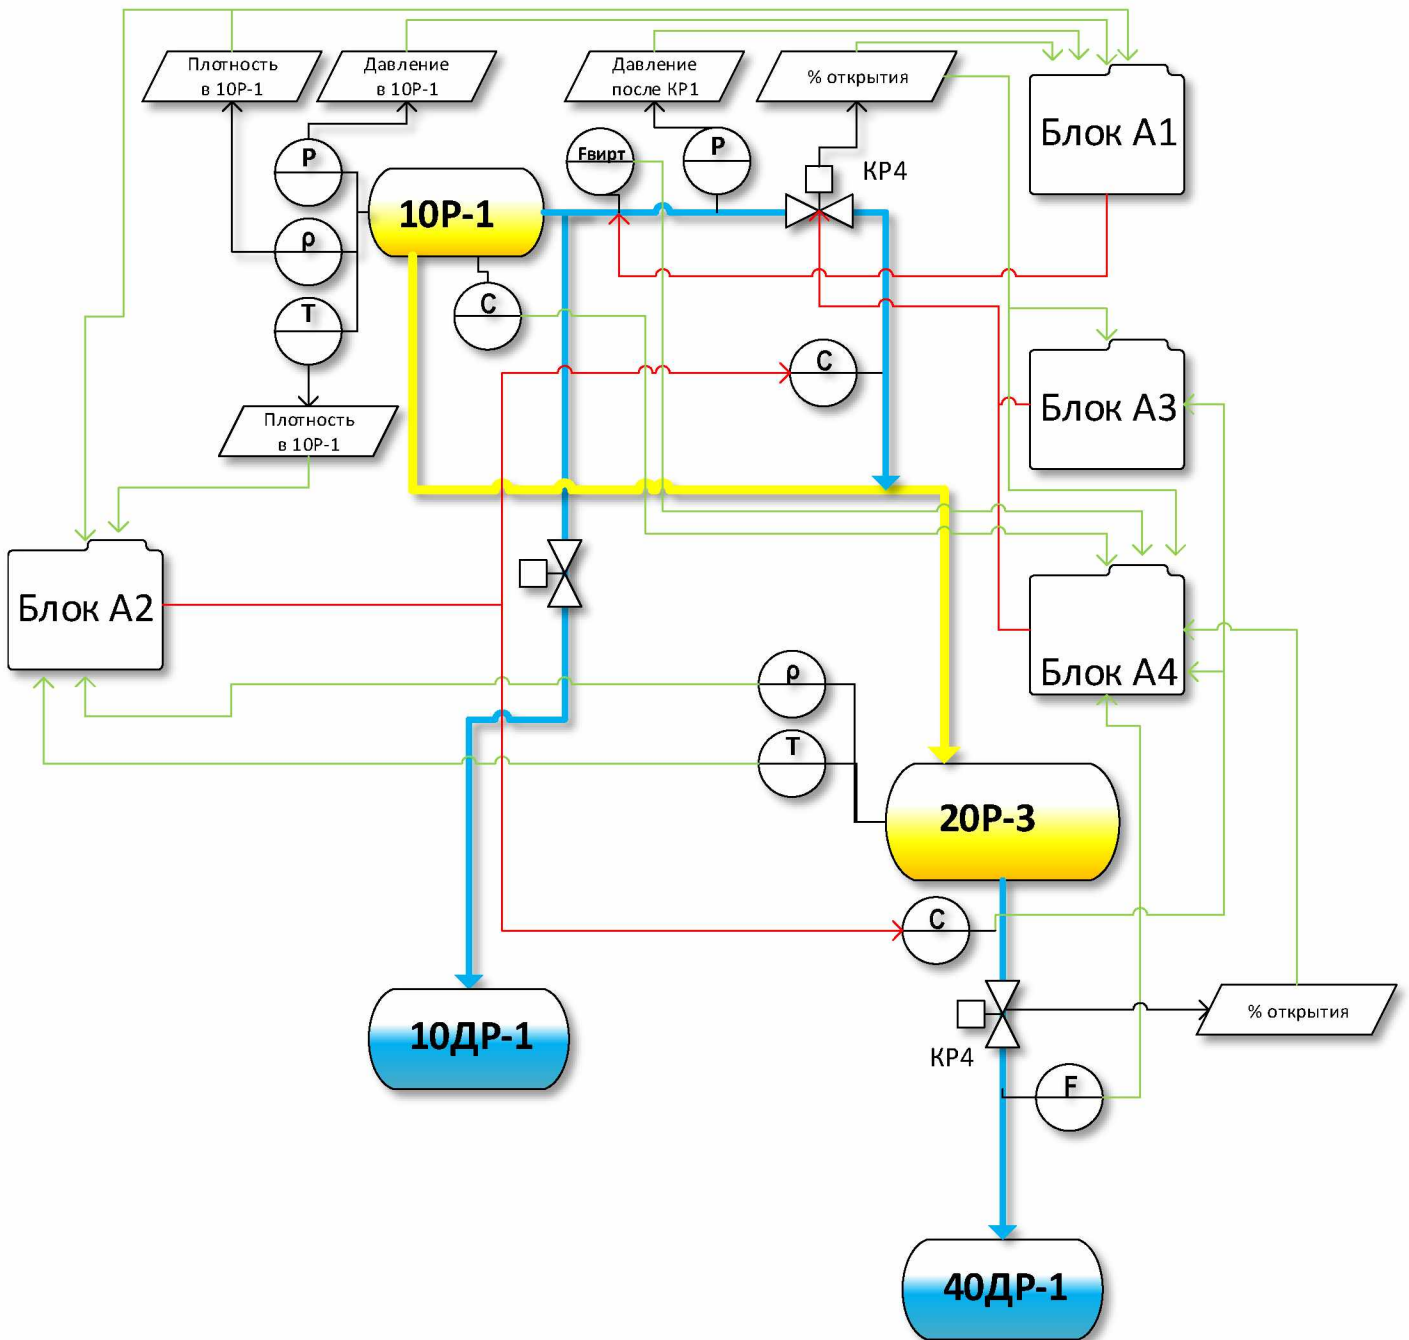 Плотность
в 10Р-1
Давление
в 10Р-1
Давление
после КР1
% открытия
Блок А1
P
Fвирт
P
КР4
10Р-1
ρ
C
T
C
Блок А3
Плотность
в 10Р-1
Блок А2
Блок А4
ρ
T
20Р-3
C
% открытия
10ДР-1
КР4
F
40ДР-1